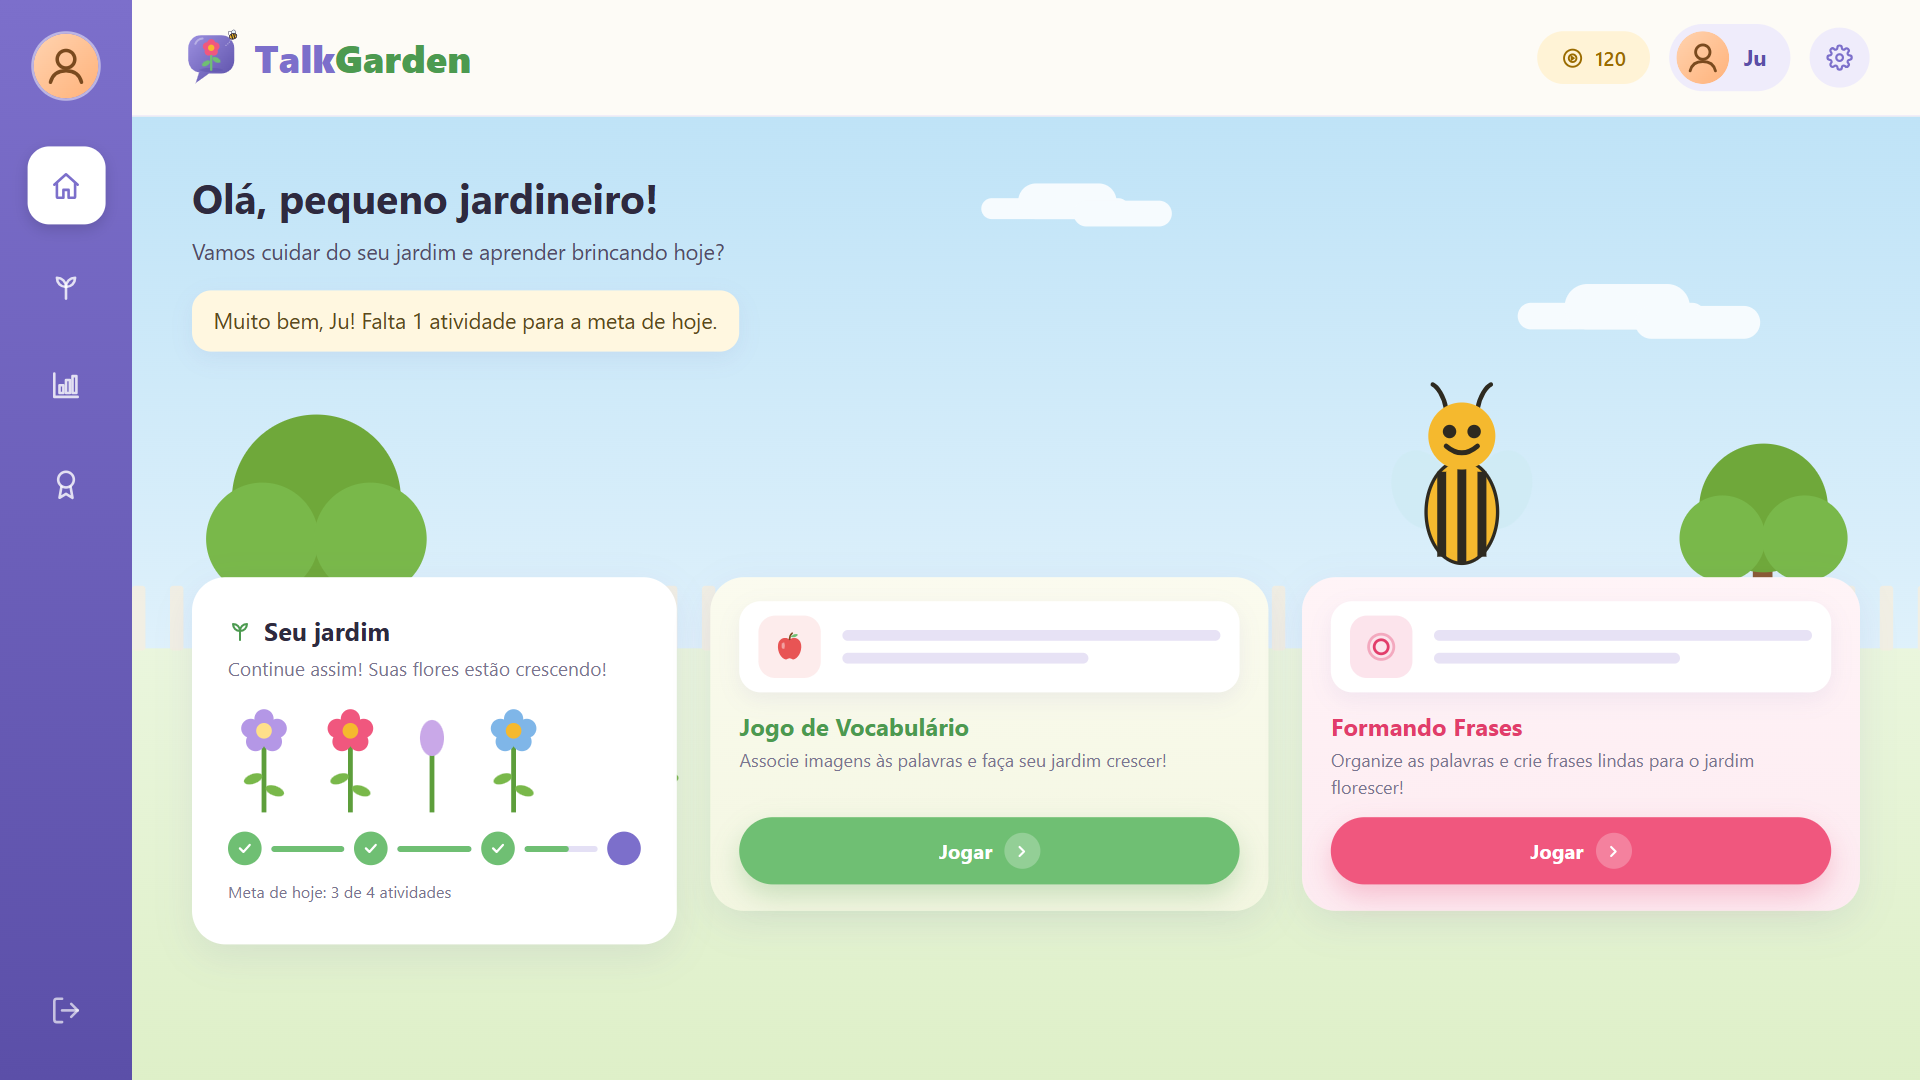 TalkGarden
120
Ju
Olá, pequeno jardineiro!
Vamos cuidar do seu jardim e aprender brincando hoje?
Muito bem, Ju! Falta 1 atividade para a meta de hoje.
Seu jardim
Continue assim! Suas flores estão crescendo!
Meta de hoje: 3 de 4 atividades
Jogo de Vocabulário
Associe imagens às palavras e faça seu jardim crescer!
Jogar
Formando Frases
Organize as palavras e crie frases lindas para o jardim
florescer!
Jogar